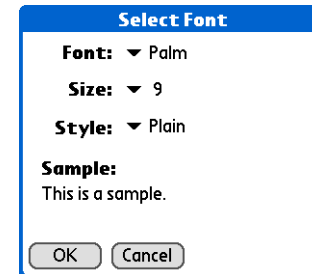 Select Font
Font: Palm
Size: 9
Style: Plain
Sample:
This is a sample.
OK Cancel